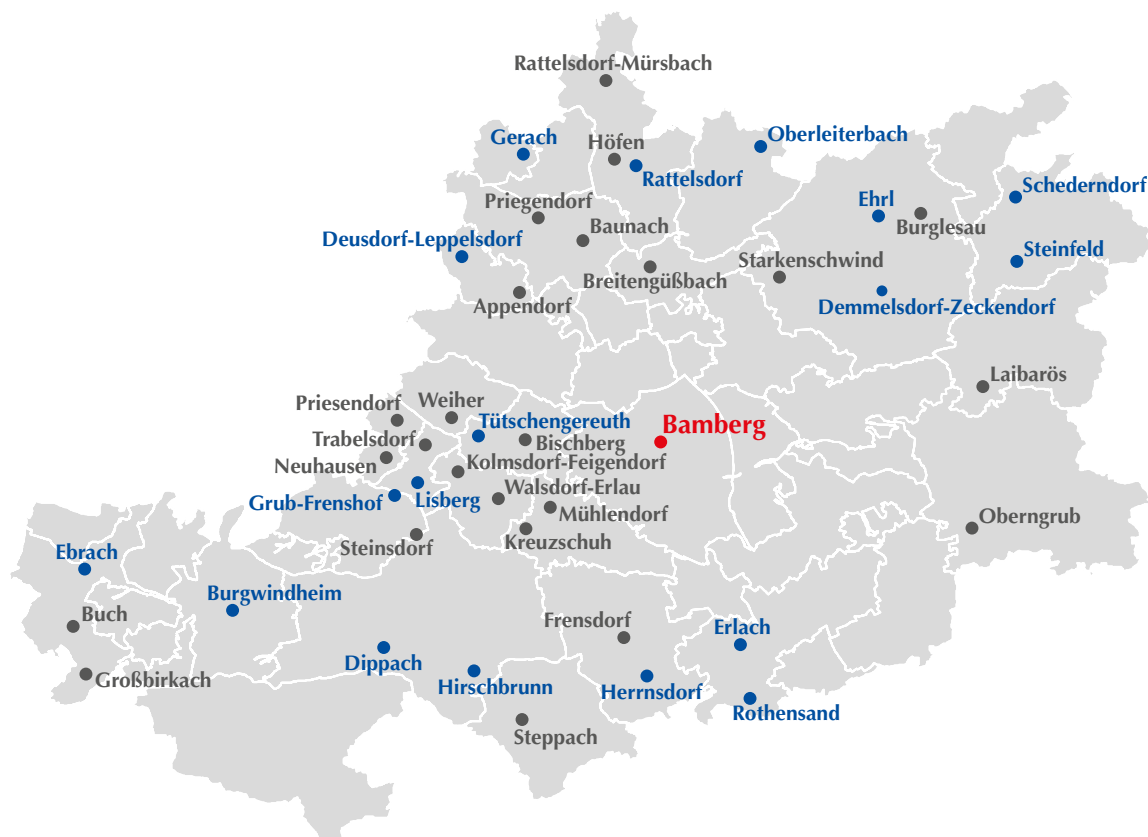 Rattelsdorf-Mürsbach
Gerach
Höfen
Oberleiterbach
Rattelsdorf
Schederndorf
Priegendorf
Ehrl
Burglesau
Deusdorf-Leppelsdorf
Baunach
Steinfeld
Breitengüßbach
Starkenschwind
Appendorf
Demmelsdorf-Zeckendorf
Laibarös
Priesendorf
Weiher
Tütschengereuth
Bamberg
Trabelsdorf
Bischberg
Neuhausen
Kolmsdorf-Feigendorf
Grub-Frenshof
Lisberg
Walsdorf-Erlau
Mühlendorf
Oberngrub
Steinsdorf
Kreuzschuh
Ebrach
Burgwindheim
Buch
Frensdorf
Erlach
Großbirkach
Dippach
Hirschbrunn
Herrnsdorf
Rothensand
Steppach